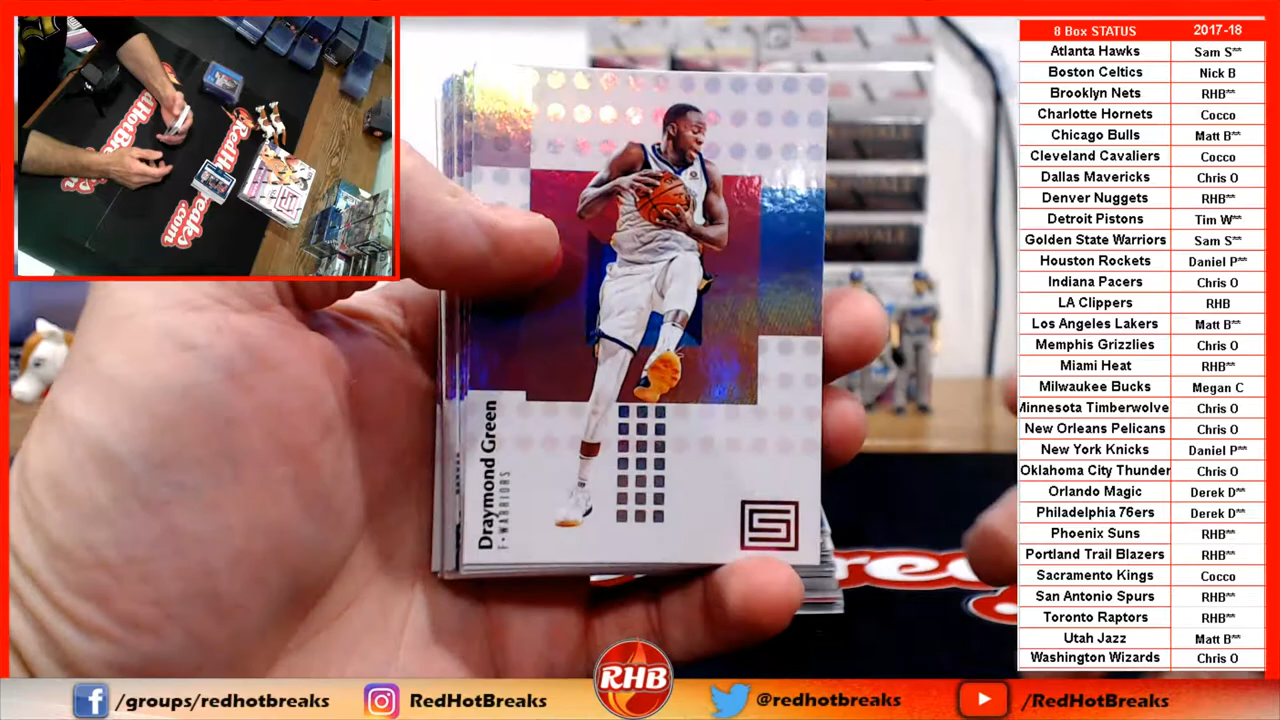 8 Box STATUS 2017-18
Atlanta Hawks Sam S**
Boston Celtics Nick B
Brooklyn Nets RHB**
Charlotte Hornets Cocco
Chicago Bulls Matt B**
Cleveland Cavaliers Cocco
Dallas Mavericks Chris O
Denver Nuggets RHB**
Detroit Pistons Tim W**
Golden State Warriors Sam S**
Houston Rockets Daniel P**
Indiana Pacers Chris O
LA Clippers RHB
Los Angeles Lakers Matt B**
Memphis Grizzlies Chris O
Miami Heat RHB**
Milwaukee Bucks Megan C
Minnesota Timberwolve Chris O
New Orleans Pelicans Chris O
New York Knicks Daniel P**
Oklahoma City Thunder Chris O
Orlando Magic Derek D**
Philadelphia 76ers Derek D**
Phoenix Suns RHB**
Portland Trail Blazers RHB**
Sacramento Kings Cocco
San Antonio Spurs RHB**
Toronto Raptors RHB**
Utah Jazz Matt B**
Washington Wizards Chris O
Draymond Green
F • WARRIORS
S
RHB
/groups/redhotbreaks
RedHotBreaks
@redhotbreaks
/RedHotBreaks